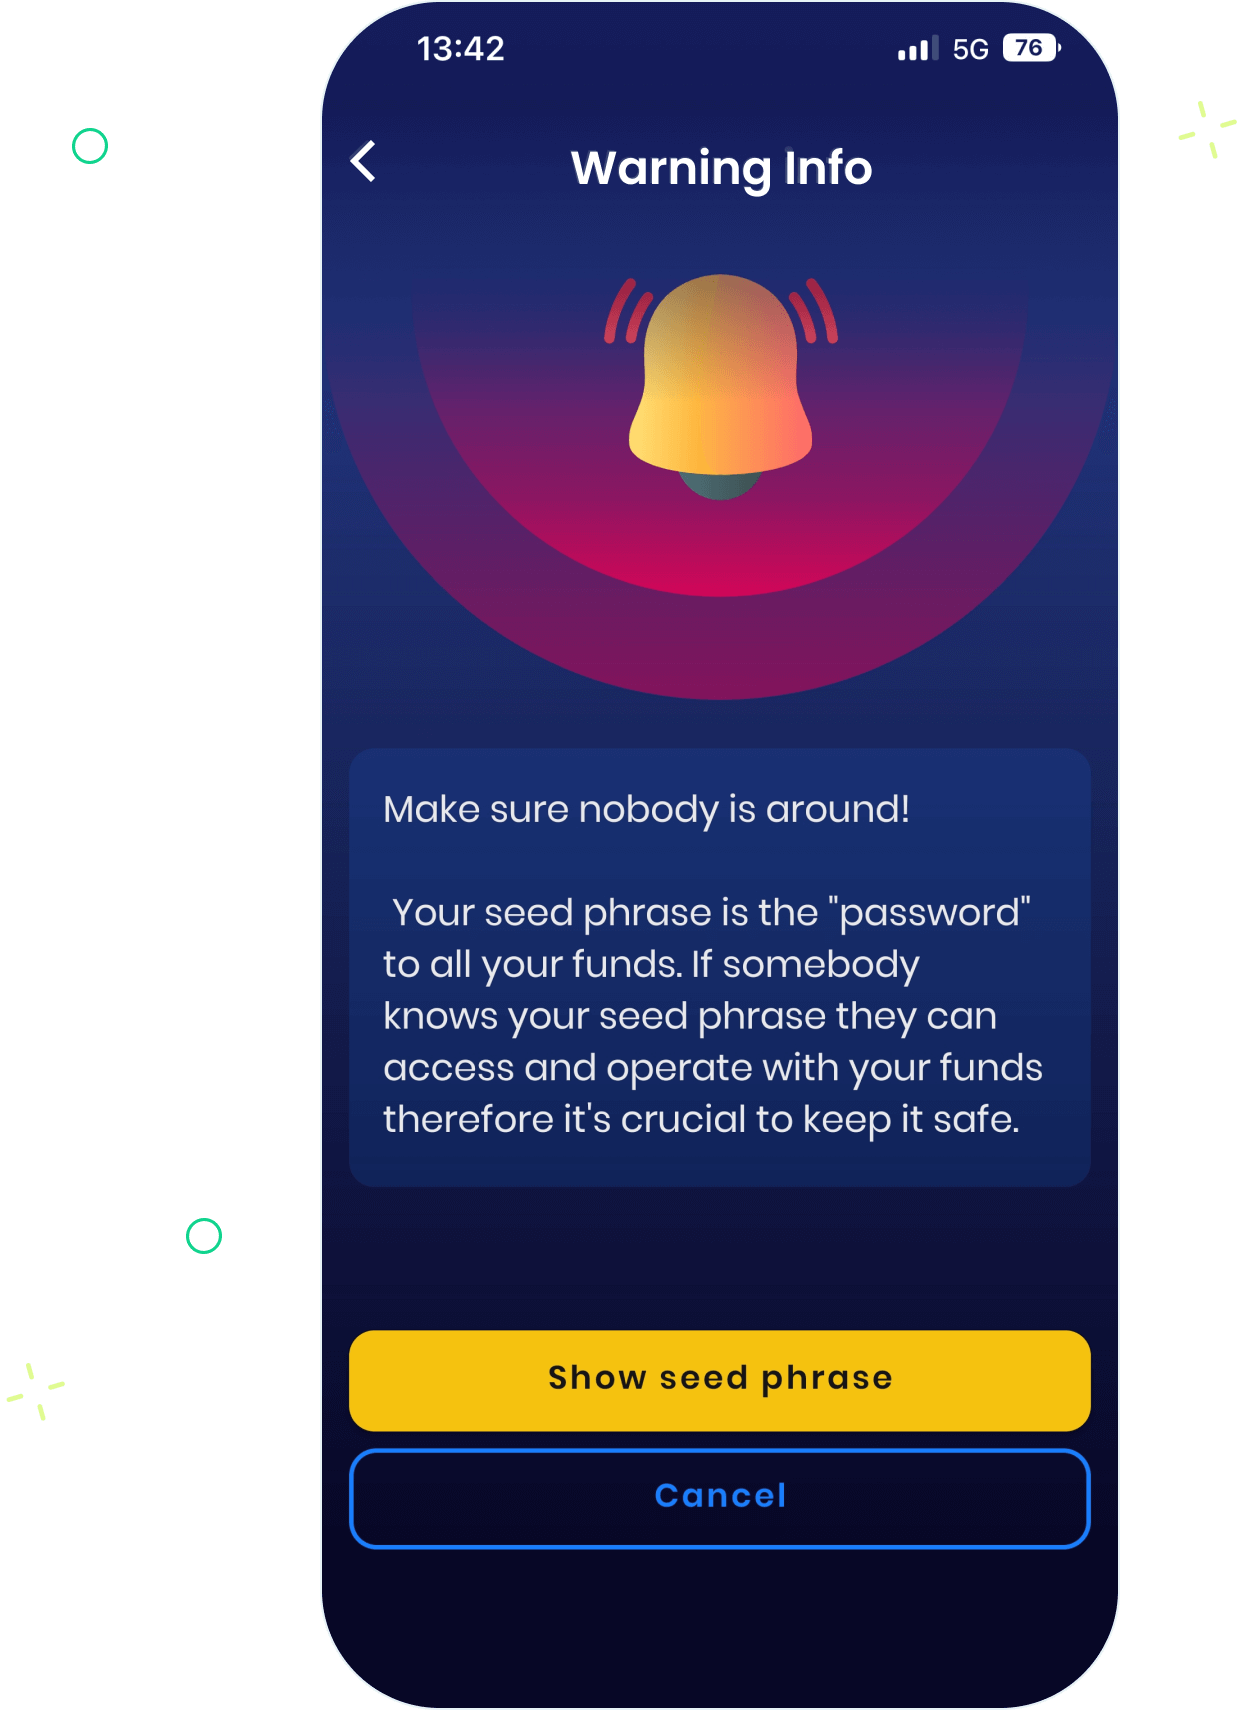 13:42
5G
76
Warning Info
Make sure nobody is around!
Your seed phrase is the "password"
to all your funds. If somebody
knows your seed phrase they can
access and operate with your funds
therefore it's crucial to keep it safe.
Show seed phrase
Cancel